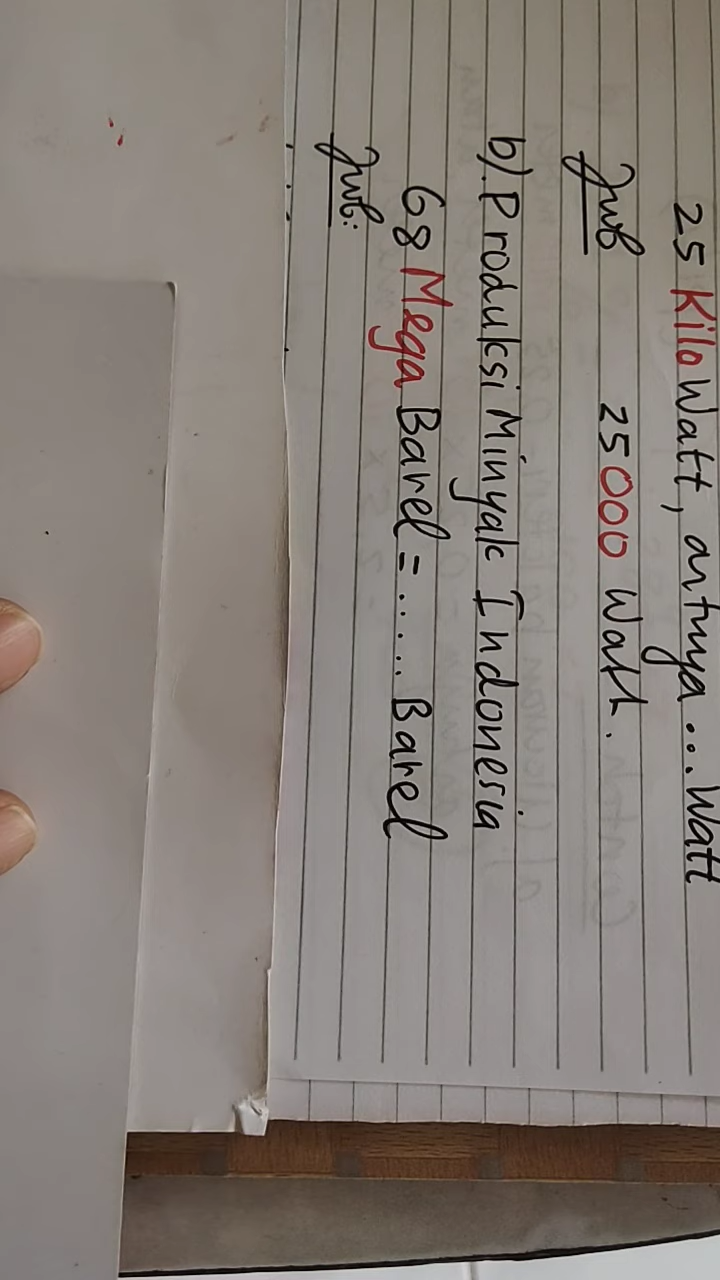 25 Kilo Watt, artinya ... Watt
Jwb 25000 Watt.
b). Produksi Minyak Indonesia
68 Mega Barel = ...... Barel
Jwb: